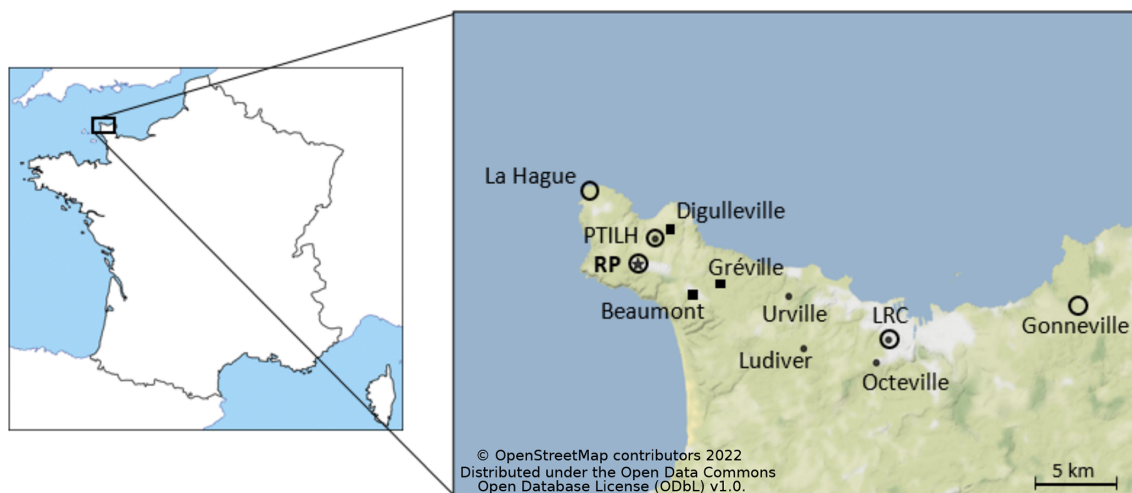 La Hague
Digulleville
PTILH
RP
Gréville
Beaumont
Urville
LRC
Gonneville
Ludiver
Octeville
© OpenStreetMap contributors 2022
Distributed under the Open Data Commons
Open Database License (ODbL) v1.0.
5 km